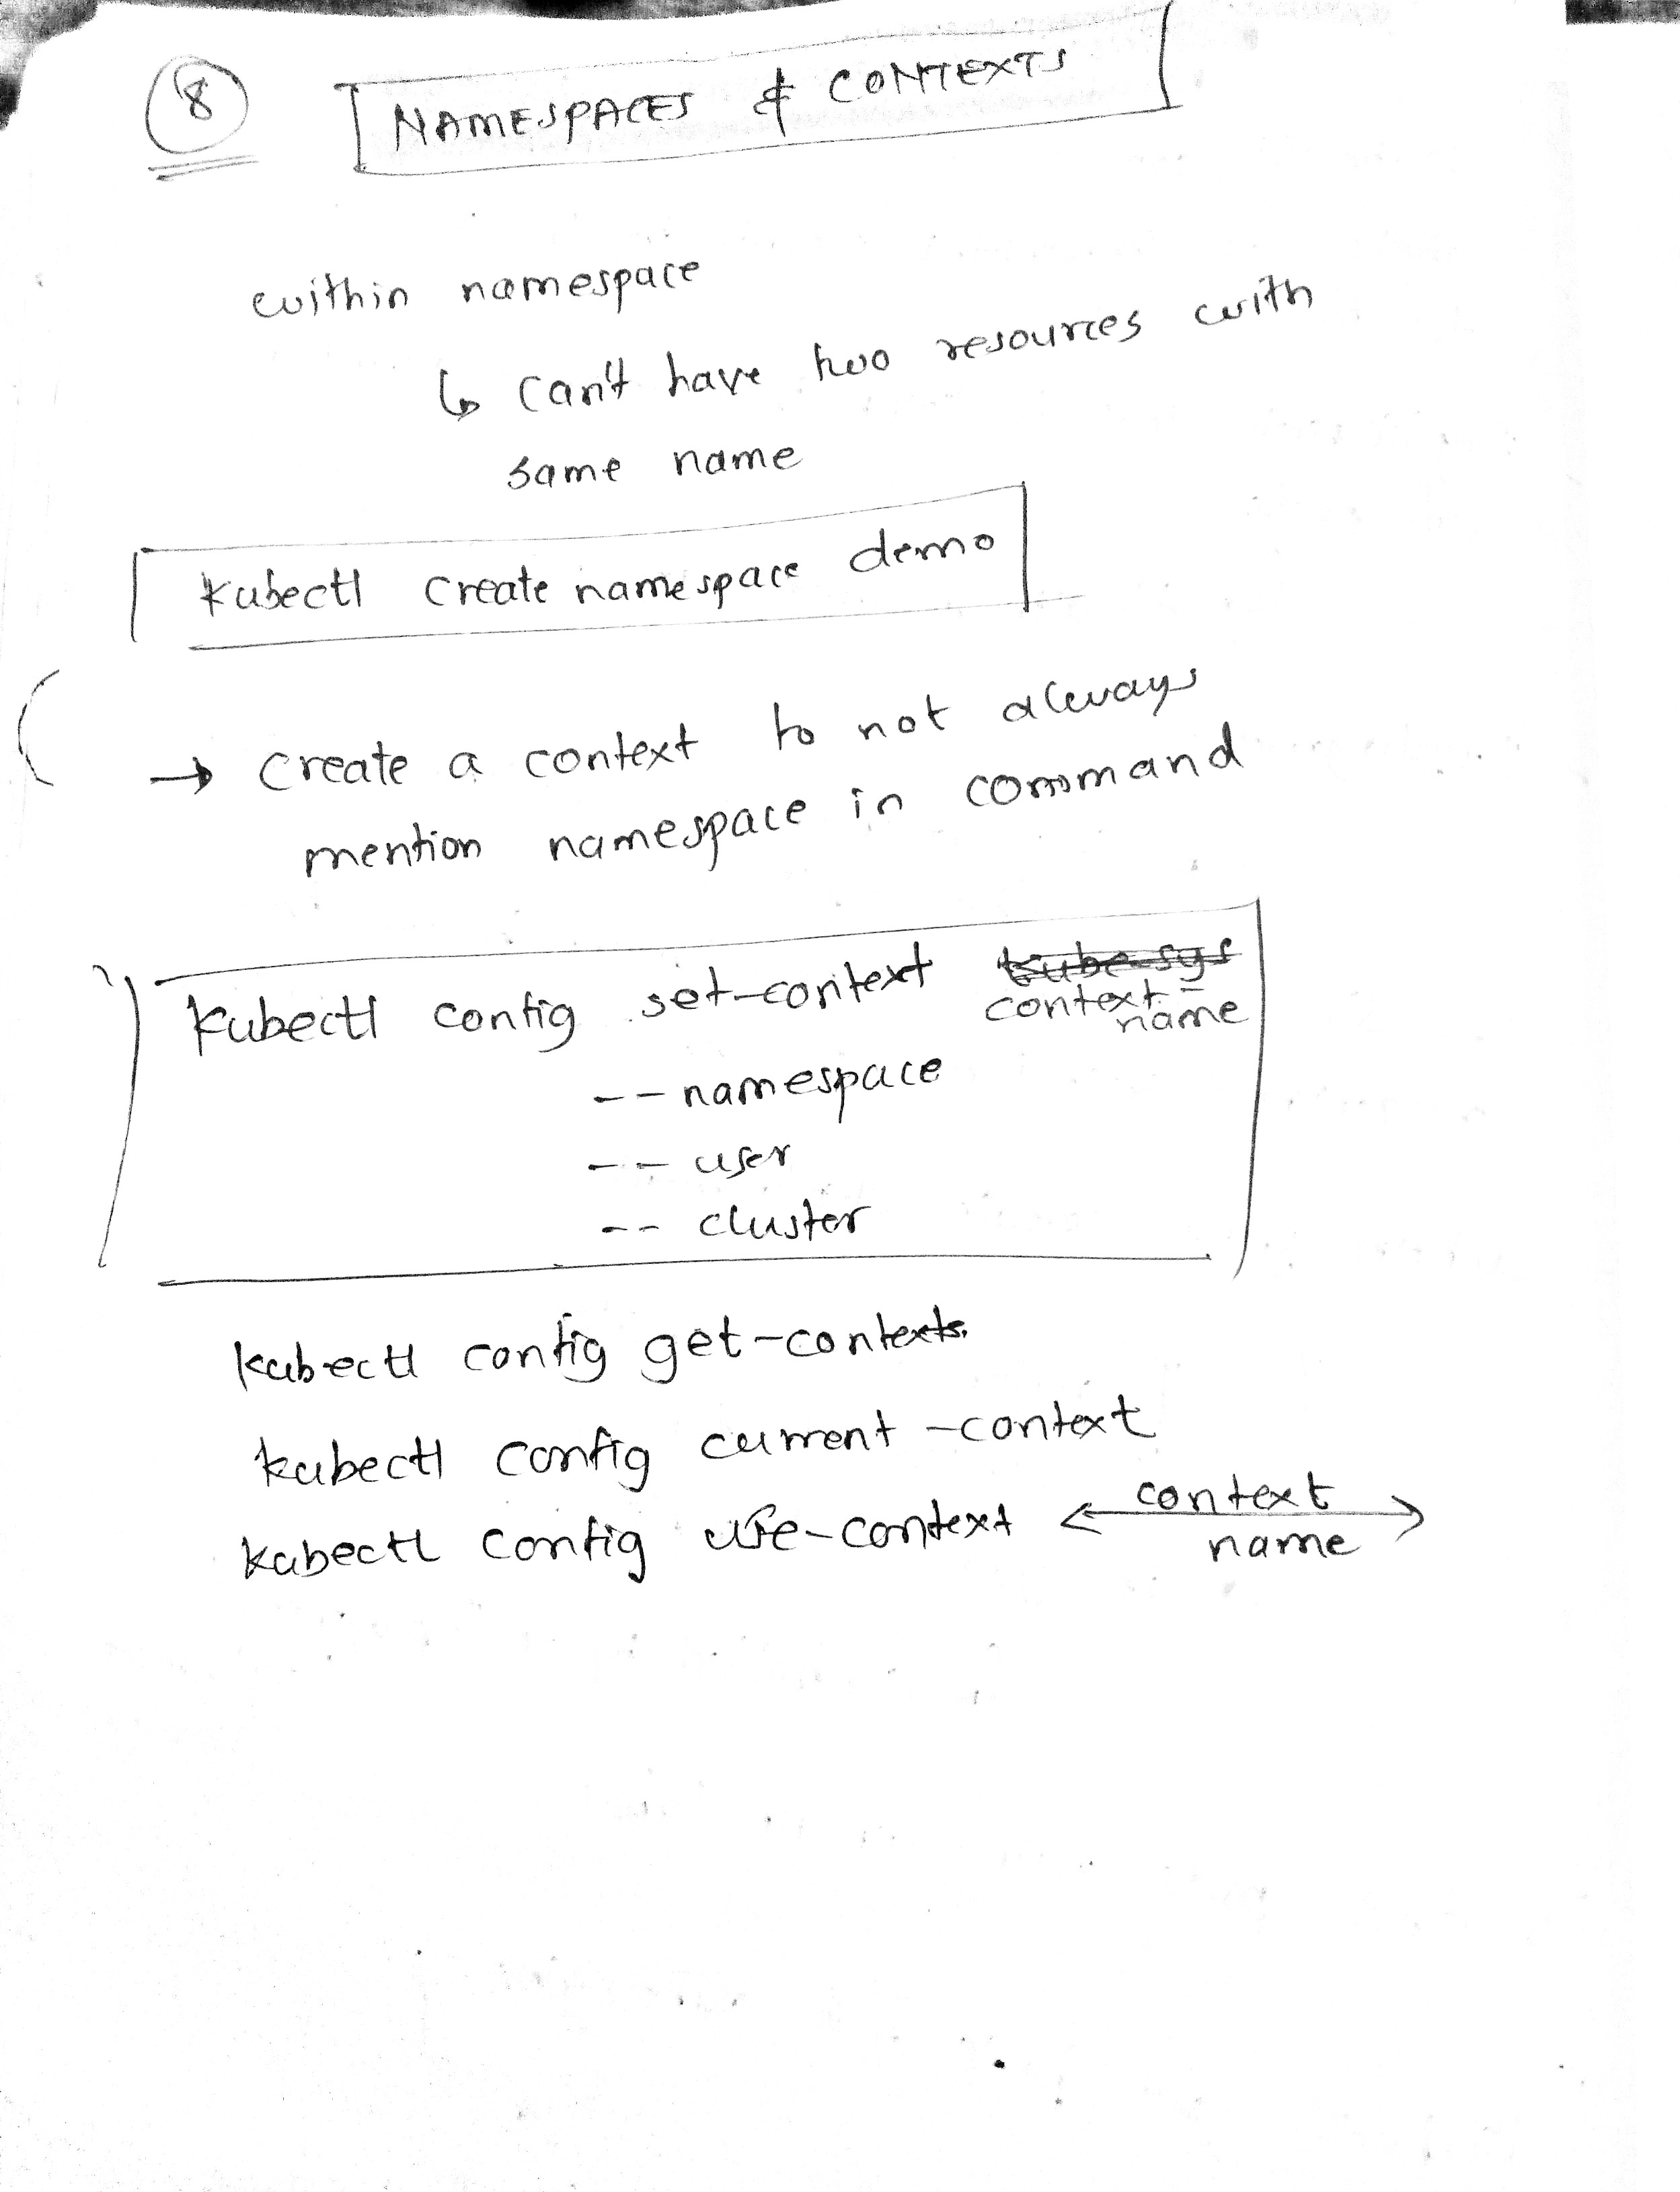 8 NAMESPACES & CONTEXTS
within namespace
↳ can't have two resources with
same name
kubectl create namespace demo
→ create a context to not always
mention namespace in command
kubectl config set-context kube-sys
context-name
-- namespace
-- user
-- cluster
kubectl config get-contexts.
kubectl config current-context
kubectl config use-context <context
name>